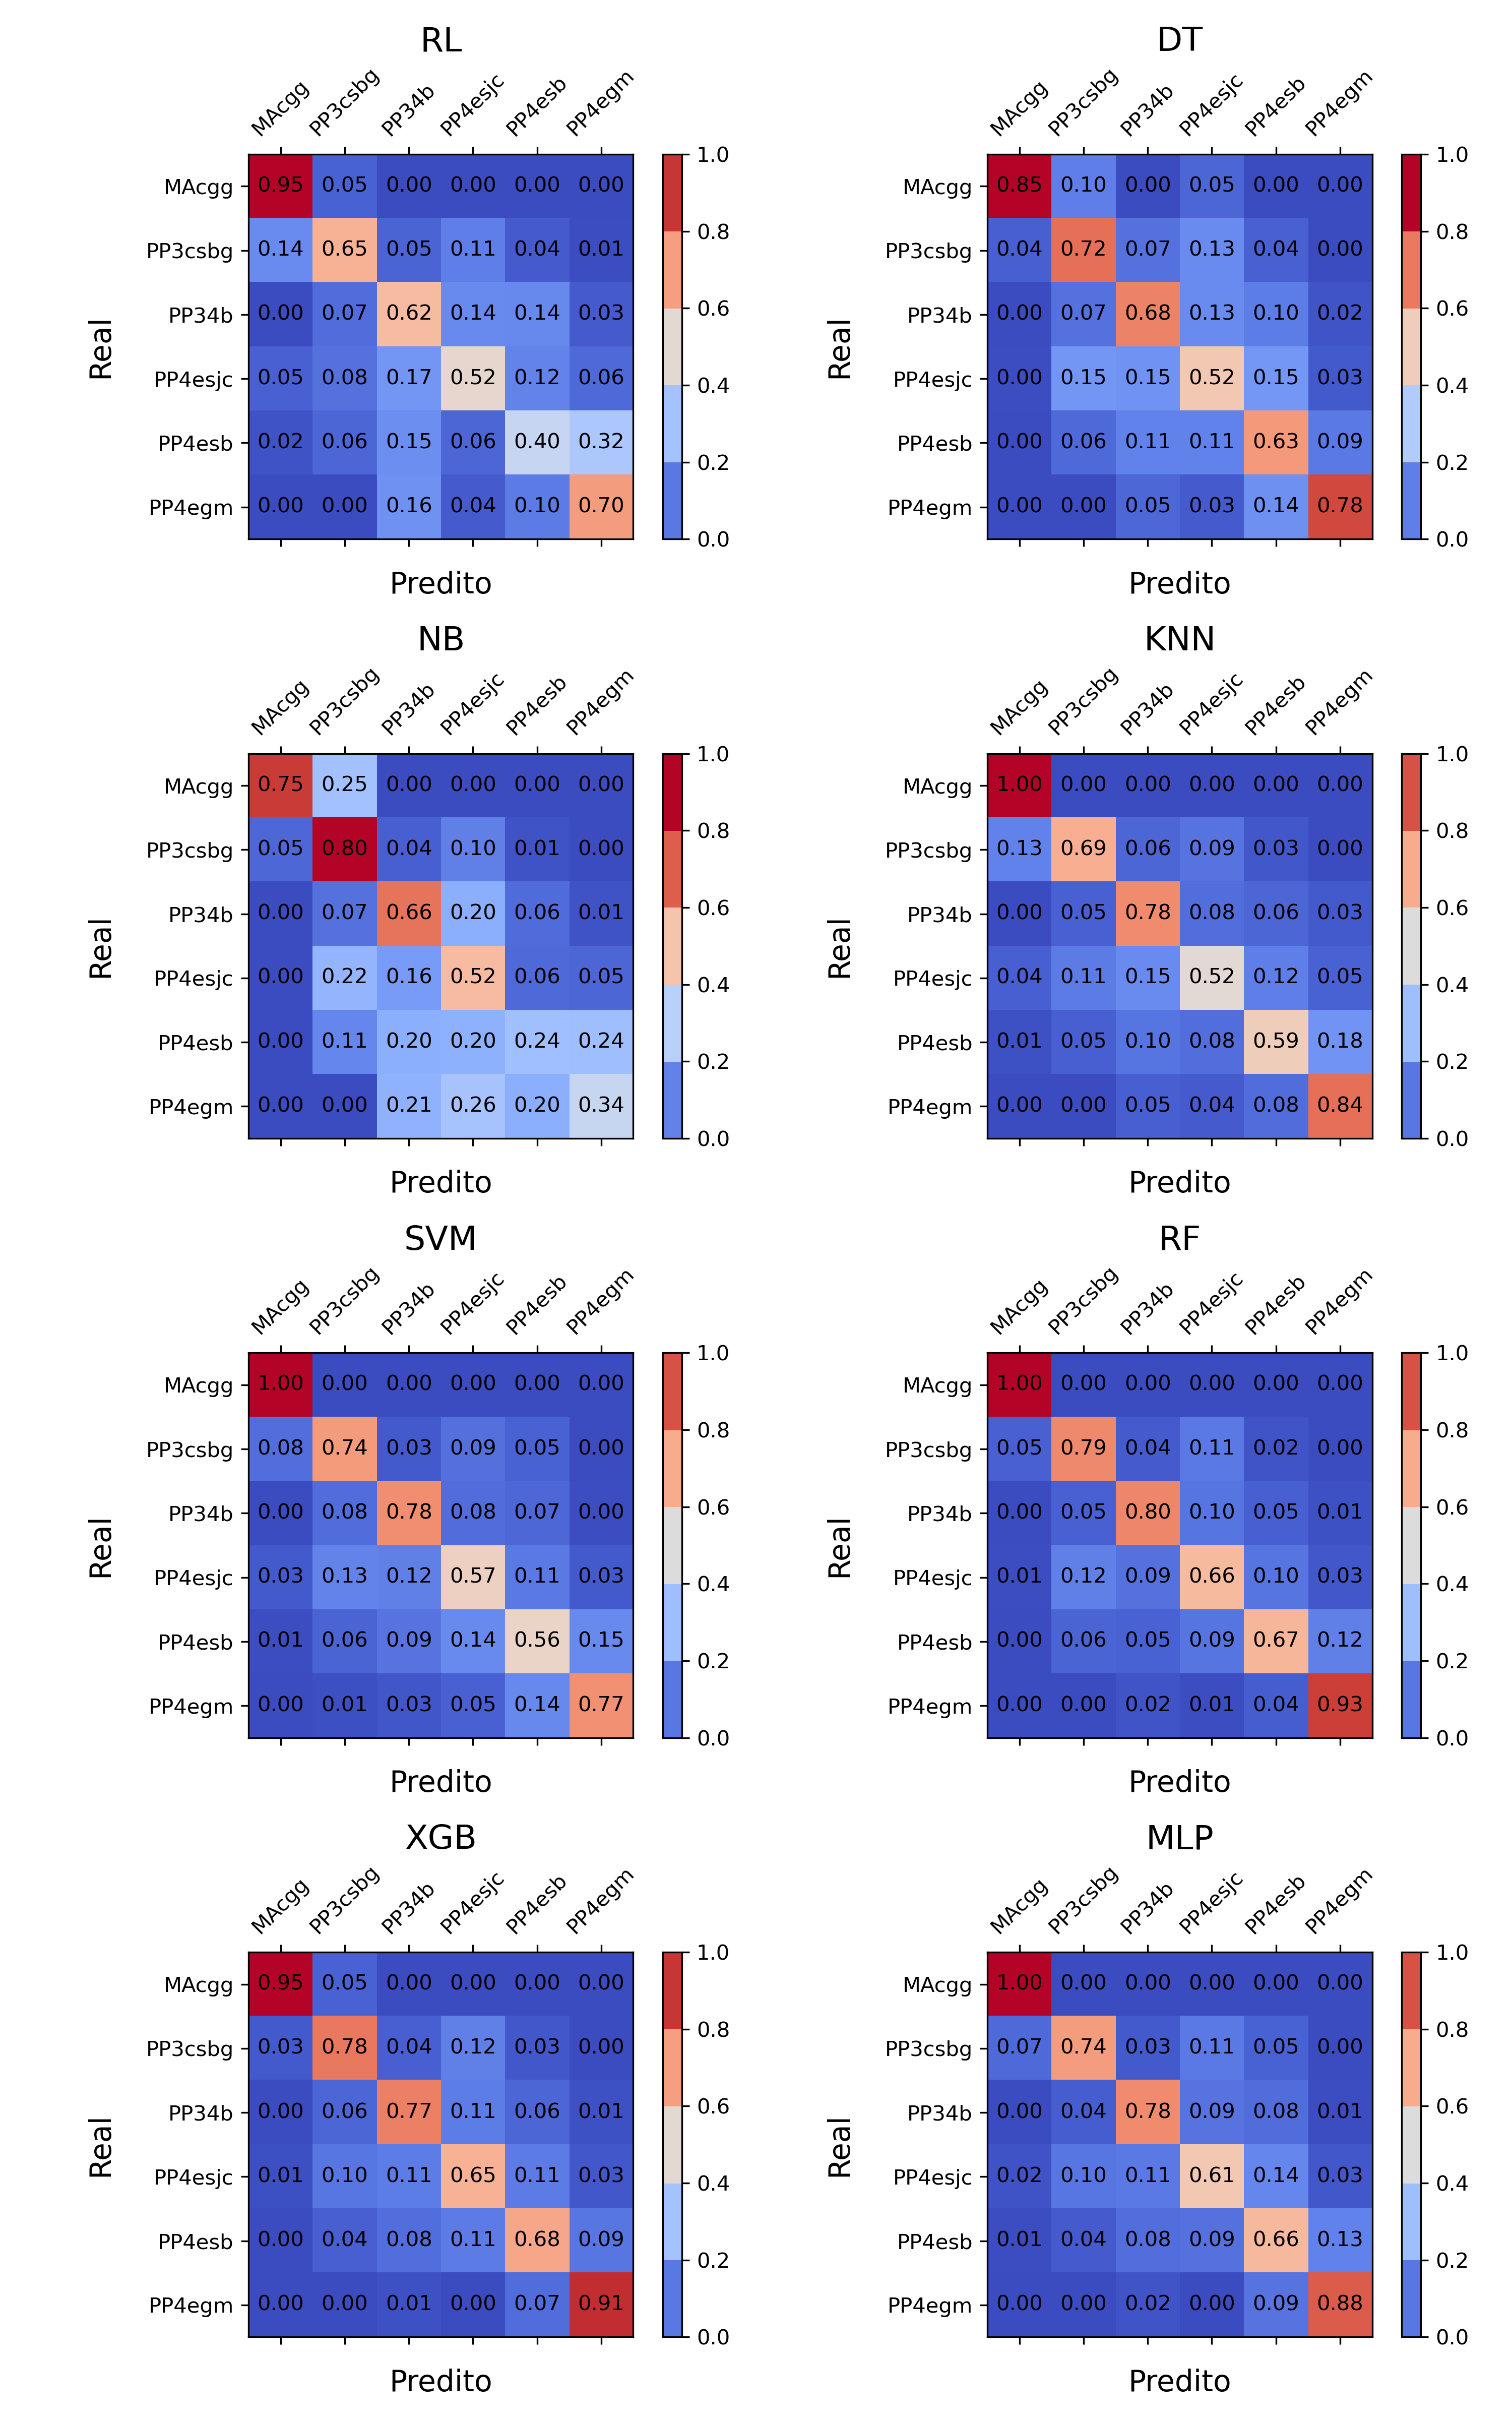 RL
MAcgg PP3csbg PP34b PP4esjc PP4esb PP4egm
MAcgg 0.95 0.05 0.00 0.00 0.00 0.00
PP3csbg 0.14 0.65 0.05 0.11 0.04 0.01
PP34b 0.00 0.07 0.62 0.14 0.14 0.03
PP4esjc 0.05 0.08 0.17 0.52 0.12 0.06
PP4esb 0.02 0.06 0.15 0.06 0.40 0.32
PP4egm 0.00 0.00 0.16 0.04 0.10 0.70
Real
Predito
1.0
0.8
0.6
0.4
0.2
0.0
DT
MAcgg PP3csbg PP34b PP4esjc PP4esb PP4egm
MAcgg 0.85 0.10 0.00 0.05 0.00 0.00
PP3csbg 0.04 0.72 0.07 0.13 0.04 0.00
PP34b 0.00 0.07 0.68 0.13 0.10 0.02
PP4esjc 0.00 0.15 0.15 0.52 0.15 0.03
PP4esb 0.00 0.06 0.11 0.11 0.63 0.09
PP4egm 0.00 0.00 0.05 0.03 0.14 0.78
Real
Predito
1.0
0.8
0.6
0.4
0.2
0.0
NB
MAcgg PP3csbg PP34b PP4esjc PP4esb PP4egm
MAcgg 0.75 0.25 0.00 0.00 0.00 0.00
PP3csbg 0.05 0.80 0.04 0.10 0.01 0.00
PP34b 0.00 0.07 0.66 0.20 0.06 0.01
PP4esjc 0.00 0.22 0.16 0.52 0.06 0.05
PP4esb 0.00 0.11 0.20 0.20 0.24 0.24
PP4egm 0.00 0.00 0.21 0.26 0.20 0.34
Real
Predito
1.0
0.8
0.6
0.4
0.2
0.0
KNN
MAcgg PP3csbg PP34b PP4esjc PP4esb PP4egm
MAcgg 1.00 0.00 0.00 0.00 0.00 0.00
PP3csbg 0.13 0.69 0.06 0.09 0.03 0.00
PP34b 0.00 0.05 0.78 0.08 0.06 0.03
PP4esjc 0.04 0.11 0.15 0.52 0.12 0.05
PP4esb 0.01 0.05 0.10 0.08 0.59 0.18
PP4egm 0.00 0.00 0.05 0.04 0.08 0.84
Real
Predito
1.0
0.8
0.6
0.4
0.2
0.0
SVM
MAcgg PP3csbg PP34b PP4esjc PP4esb PP4egm
MAcgg 1.00 0.00 0.00 0.00 0.00 0.00
PP3csbg 0.08 0.74 0.03 0.09 0.05 0.00
PP34b 0.00 0.08 0.78 0.08 0.07 0.00
PP4esjc 0.03 0.13 0.12 0.57 0.11 0.03
PP4esb 0.01 0.06 0.09 0.14 0.56 0.15
PP4egm 0.00 0.01 0.03 0.05 0.14 0.77
Real
Predito
1.0
0.8
0.6
0.4
0.2
0.0
RF
MAcgg PP3csbg PP34b PP4esjc PP4esb PP4egm
MAcgg 1.00 0.00 0.00 0.00 0.00 0.00
PP3csbg 0.05 0.79 0.04 0.11 0.02 0.00
PP34b 0.00 0.05 0.80 0.10 0.05 0.01
PP4esjc 0.01 0.12 0.09 0.66 0.10 0.03
PP4esb 0.00 0.06 0.05 0.09 0.67 0.12
PP4egm 0.00 0.00 0.02 0.01 0.04 0.93
Real
Predito
1.0
0.8
0.6
0.4
0.2
0.0
XGB
MAcgg PP3csbg PP34b PP4esjc PP4esb PP4egm
MAcgg 0.95 0.05 0.00 0.00 0.00 0.00
PP3csbg 0.03 0.78 0.04 0.12 0.03 0.00
PP34b 0.00 0.06 0.77 0.11 0.06 0.01
PP4esjc 0.01 0.10 0.11 0.65 0.11 0.03
PP4esb 0.00 0.04 0.08 0.11 0.68 0.09
PP4egm 0.00 0.00 0.01 0.00 0.07 0.91
Real
Predito
1.0
0.8
0.6
0.4
0.2
0.0
MLP
MAcgg PP3csbg PP34b PP4esjc PP4esb PP4egm
MAcgg 1.00 0.00 0.00 0.00 0.00 0.00
PP3csbg 0.07 0.74 0.03 0.11 0.05 0.00
PP34b 0.00 0.04 0.78 0.09 0.08 0.01
PP4esjc 0.02 0.10 0.11 0.61 0.14 0.03
PP4esb 0.01 0.04 0.08 0.09 0.66 0.13
PP4egm 0.00 0.00 0.02 0.00 0.09 0.88
Real
Predito
1.0
0.8
0.6
0.4
0.2
0.0